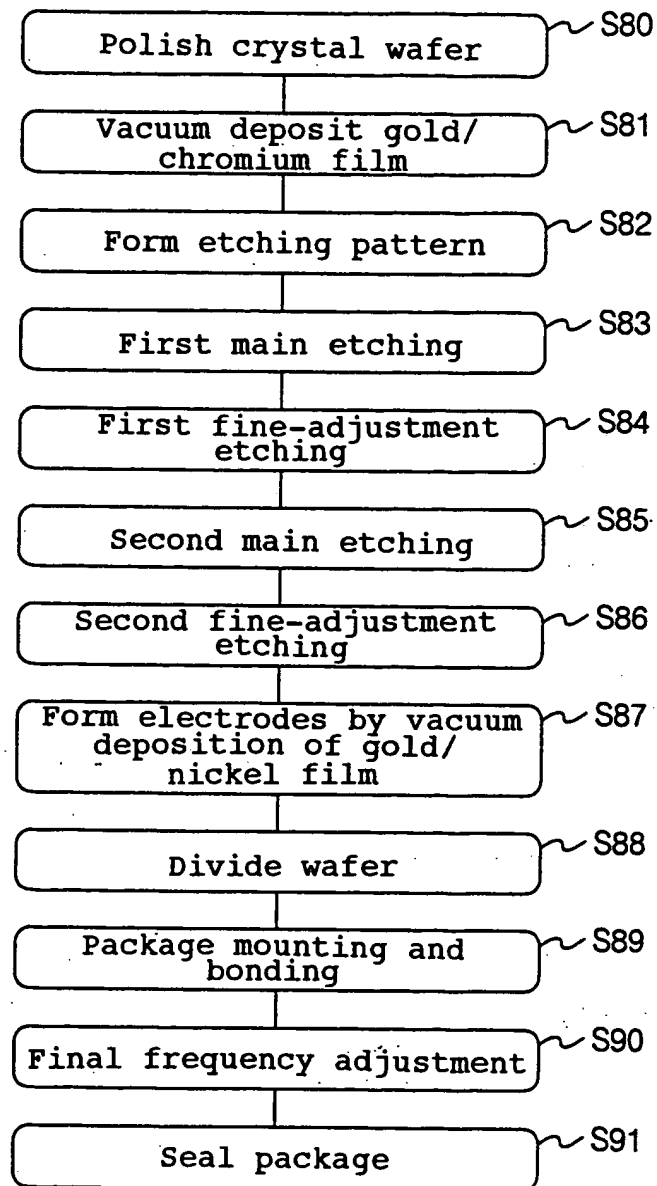 Polish crystal wafer
S80
Vacuum deposit gold/
chromium film
S81
Form etching pattern
S82
First main etching
S83
First fine-adjustment
etching
S84
Second main etching
S85
Second fine-adjustment
etching
S86
Form electrodes by vacuum
deposition of gold/
nickel film
S87
Divide wafer
S88
Package mounting and
bonding
S89
Final frequency adjustment
S90
Seal package
S91